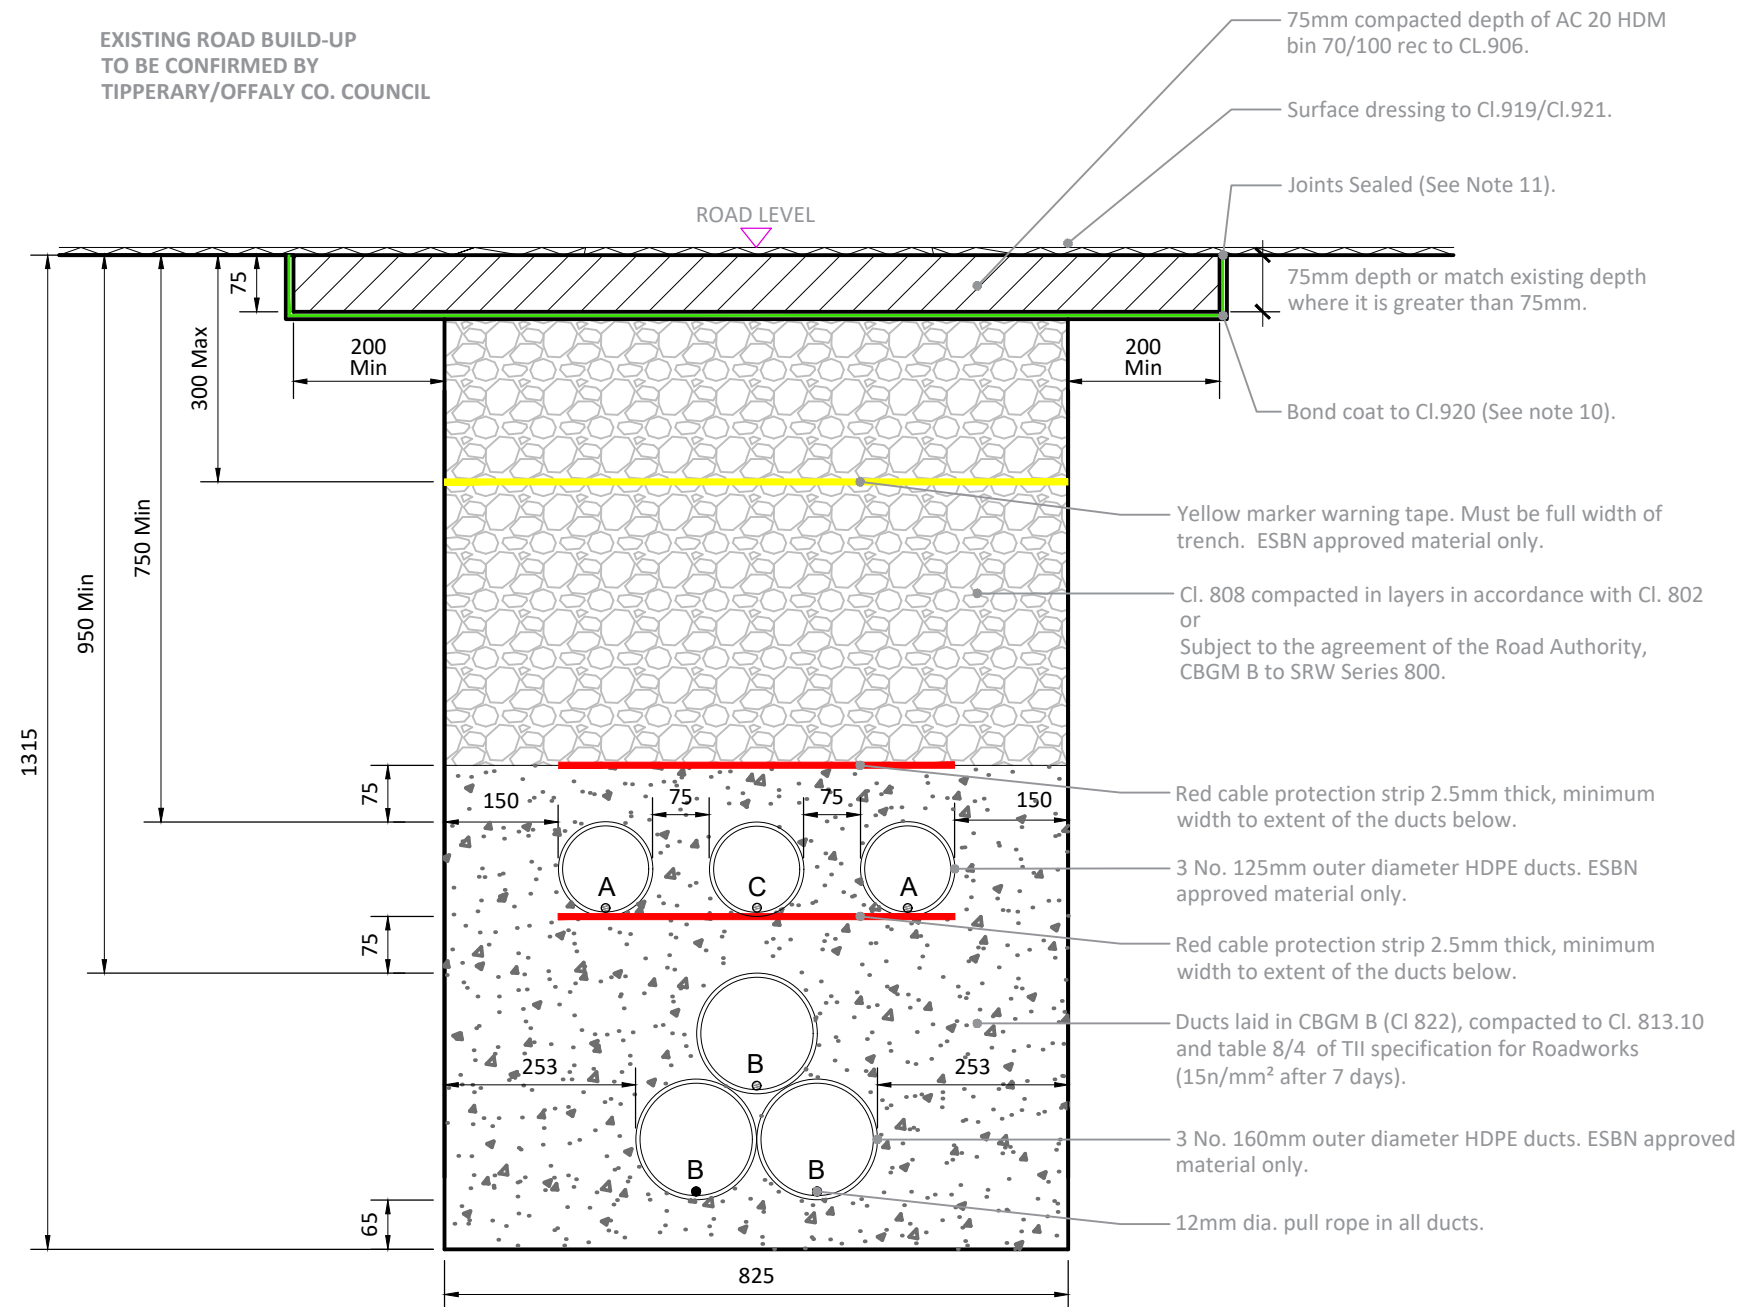 EXISTING ROAD BUILD-UP
TO BE CONFIRMED BY
TIPPERARY/OFFALY CO. COUNCIL
75mm compacted depth of AC 20 HDM
bin 70/100 rec to CL.906.
Surface dressing to Cl.919/Cl.921.
Joints Sealed (See Note 11).
ROAD LEVEL
75mm depth or match existing depth
where it is greater than 75mm.
75
300 Max
200
Min
200
Min
Bond coat to Cl.920 (See note 10).
750 Min
950 Min
1315
Yellow marker warning tape. Must be full width of
trench. ESBN approved material only.
Cl. 808 compacted in layers in accordance with Cl. 802
or
Subject to the agreement of the Road Authority,
CBGM B to SRW Series 800.
75
150
75
75
150
Red cable protection strip 2.5mm thick, minimum
width to extent of the ducts below.
A
C
A
3 No. 125mm outer diameter HDPE ducts. ESBN
approved material only.
75
Red cable protection strip 2.5mm thick, minimum
width to extent of the ducts below.
Ducts laid in CBGM B (Cl 822), compacted to Cl. 813.10
and table 8/4 of TII specification for Roadworks
(15n/mm² after 7 days).
253
B
253
B
B
3 No. 160mm outer diameter HDPE ducts. ESBN approved
material only.
65
12mm dia. pull rope in all ducts.
825